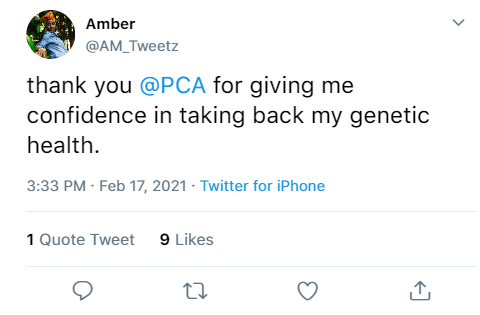 Amber
@AM_Tweetz
thank you @PCA for giving me
confidence in taking back my genetic
health.
3:33 PM · Feb 17, 2021 · Twitter for iPhone
1 Quote Tweet 9 Likes